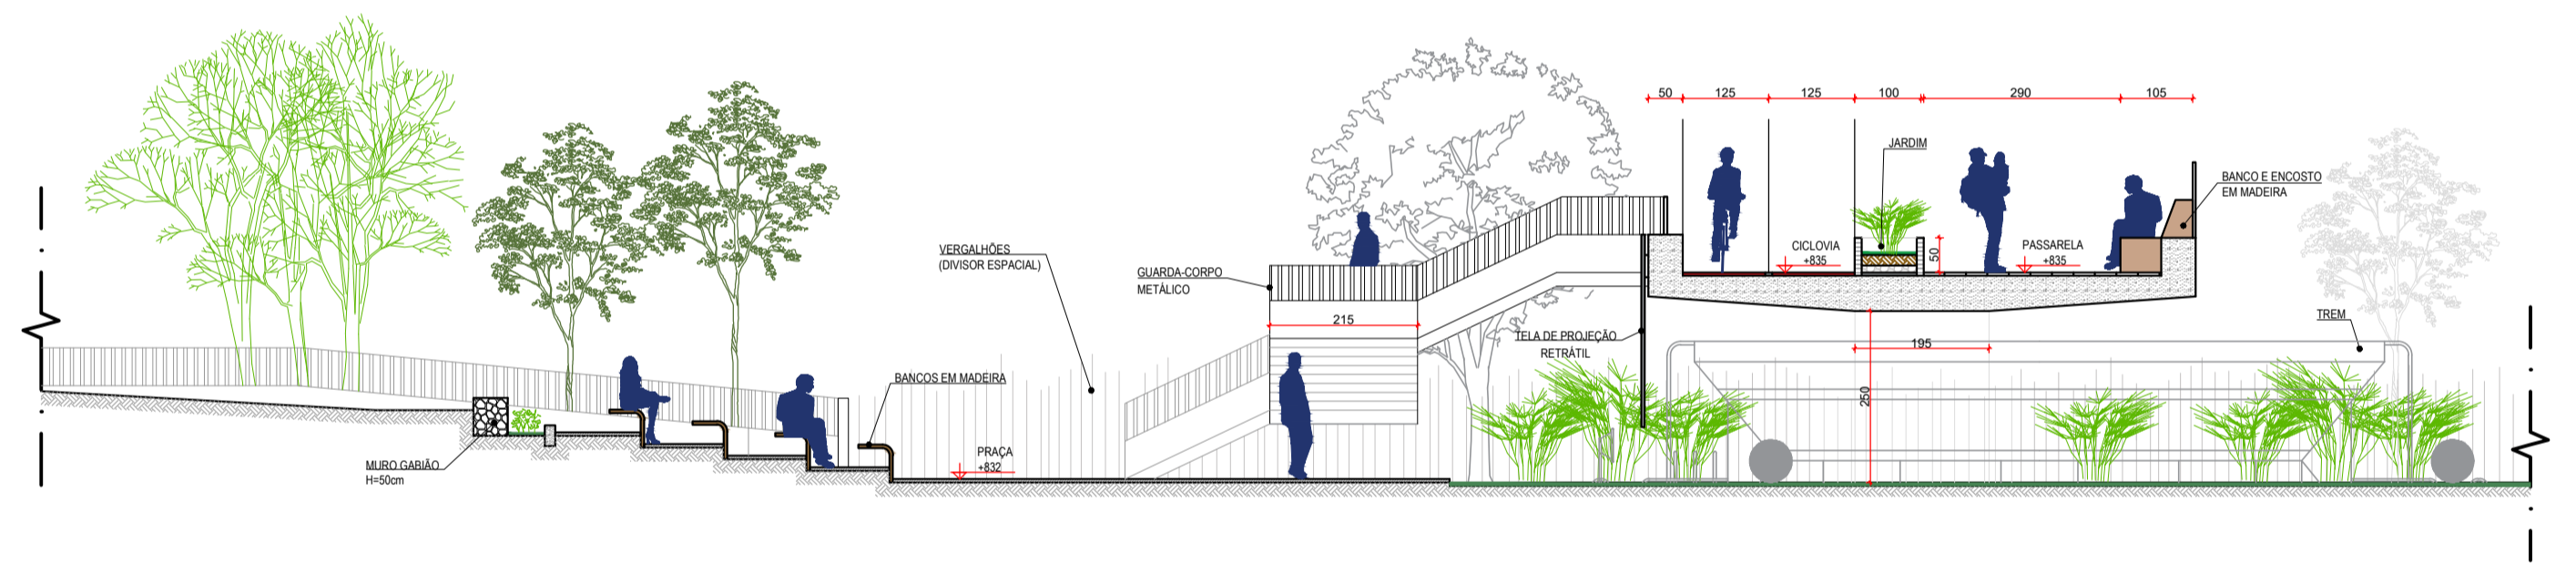 50 125 125 100 290 105
JARDIM
BANCO E ENCOSTO
EM MADEIRA
VERGALHÕES
(DIVISOR ESPACIAL)
GUARDA-CORPO
METÁLICO
CICLOVIA
+835
50
PASSARELA
+835
215
TELA DE PROJEÇÃO
RETRÁTIL
195
TREM
250
BANCOS EM MADEIRA
PRAÇA
+832
MURO GABIÃO
H=50cm